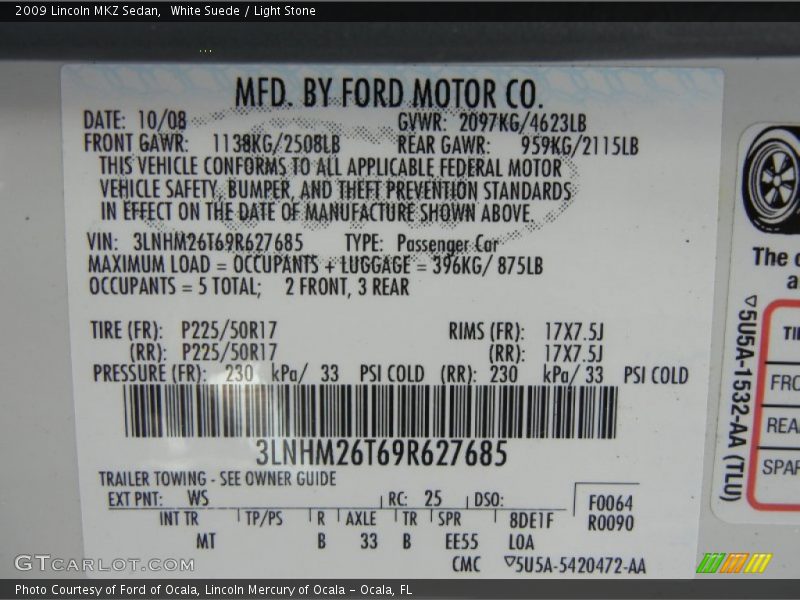 2009 Lincoln MKZ Sedan,  White Suede / Light Stone
MFD. BY FORD MOTOR CO.
DATE: 10/08 GVWR: 2097KG/4623LB
FRONT GAWR: 1138KG/2508LB REAR GAWR: 959KG/2115LB
THIS VEHICLE CONFORMS TO ALL APPLICABLE FEDERAL MOTOR
VEHICLE SAFETY, BUMPER, AND THEFT PREVENTION STANDARDS
IN EFFECT ON THE DATE OF MANUFACTURE SHOWN ABOVE.
VIN: 3LNHM26T69R627685 TYPE: Passenger Car
MAXIMUM LOAD = OCCUPANTS + LUGGAGE = 396KG/ 875LB
OCCUPANTS = 5 TOTAL; 2 FRONT, 3 REAR
TIRE (FR): P225/50R17 RIMS (FR): 17X7.5J
(RR): P225/50R17 (RR): 17X7.5J
PRESSURE (FR): 230 kPa/ 33 PSI COLD (RR): 230 kPa/ 33 PSI COLD
3LNHM26T69R627685
TRAILER TOWING - SEE OWNER GUIDE
EXT PNT: WS RC: 25 DSO: F0064
INT TR TP/PS R AXLE TR SPR 8DE1F R0090
MT B 33 B EE55 LOA
CMC 5U5A-5420472-AA
The
5U5A-1532-AA (TLU)
REA
SPAR
GTCARLOT.COM
Photo Courtesy of Ford of Ocala, Lincoln Mercury of Ocala - Ocala, FL